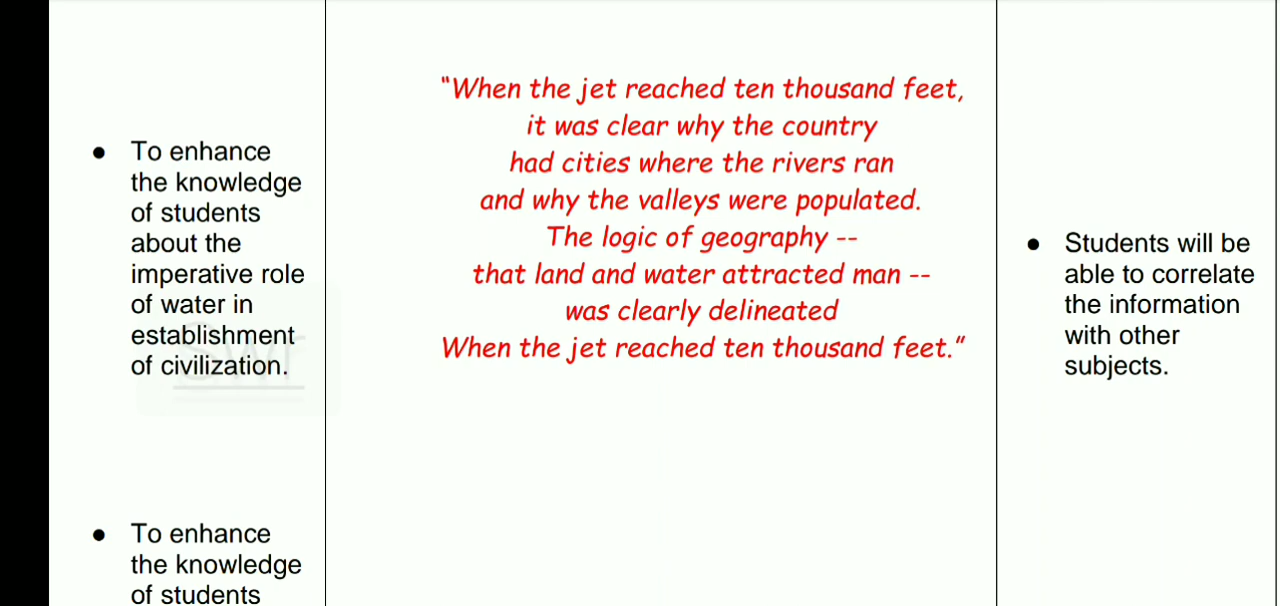 ● To enhance
the knowledge
of students
about the
imperative role
of water in
establishment
of civilization.
● To enhance
the knowledge
of students
“When the jet reached ten thousand feet,
it was clear why the country
had cities where the rivers ran
and why the valleys were populated.
The logic of geography --
that land and water attracted man --
was clearly delineated
When the jet reached ten thousand feet.”
● Students will be
able to correlate
the information
with other
subjects.